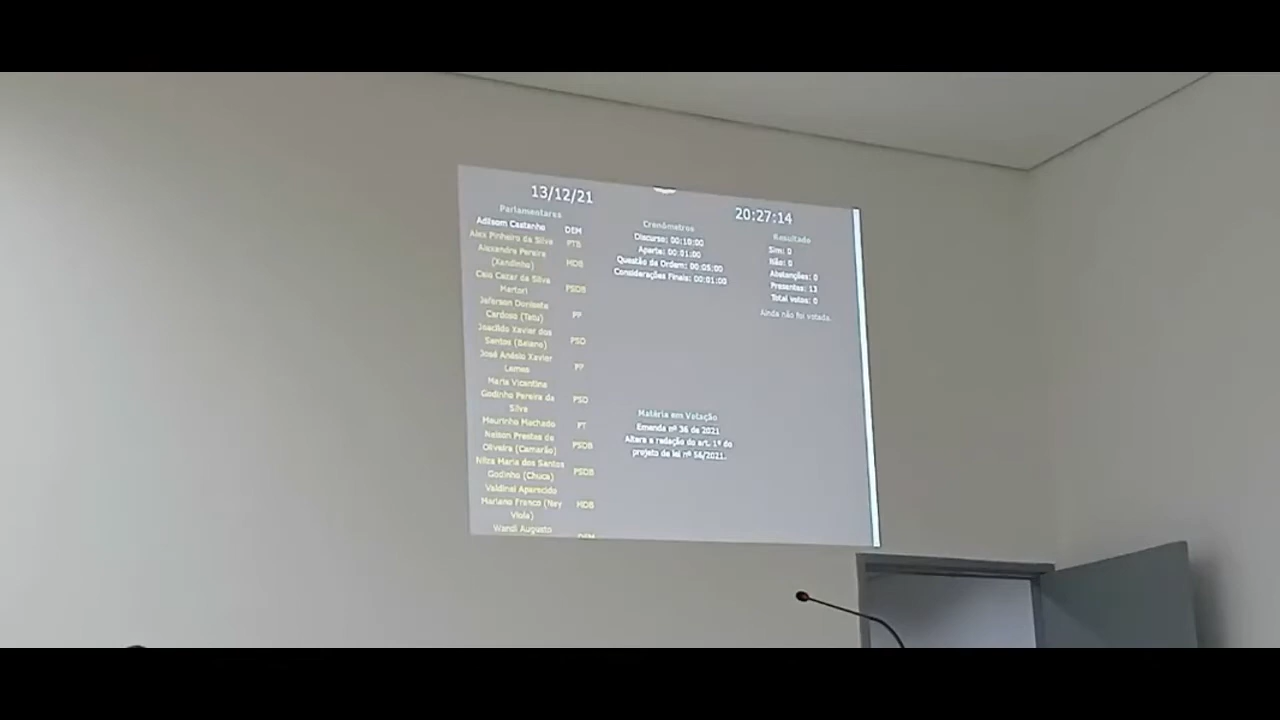 13/12/21
20:27:14
Parlamentares
Adilsom Castanho DEM
Alex Pinheiro da Silva PTB
Alexandre Pereira
(Xandinho) MDB
Caio Cezar da Silva
Martori PSDB
Jeferson Donisete
Cardoso (Tatu) PP
Joacildo Xavier dos
Santos (Baiano) PSD
José Anésio Xavier
Lemes PP
Maria Vicentina
Godinho Pereira da
Silva PSD
Maurinho Machado PT
Nelson Prestes de
Oliveira (Camarão) PSDB
Nilza Maria dos Santos
Godinho (Chuca) PSDB
Valdinei Aparecido
Mariano Franco (Ney
Viola) MDB
Wandi Augusto DEM
Cronômetros
Discurso: 00:10:00
Aparte: 00:01:00
Questão da Ordem: 00:05:00
Considerações Finais: 00:01:00
Resultado
Sim: 0
Não: 0
Abstenções: 0
Presentes: 13
Total votos: 0
Ainda não foi votada.
Matéria em Votação
Emenda nº 36 de 2021
Altera a redação do art. 1º do
projeto de lei nº 56/2021.